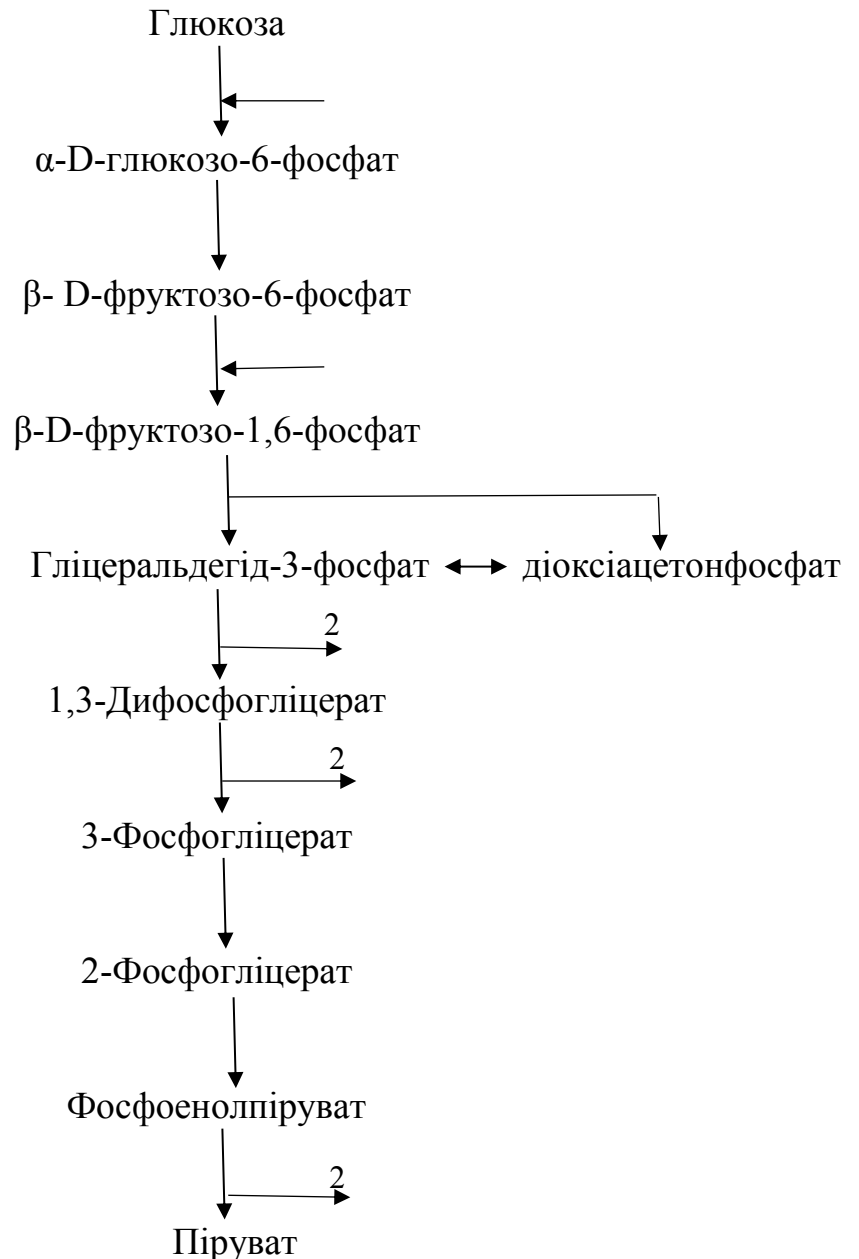 Глюкоза
α-D-глюкозо-6-фосфат
β- D-фруктозо-6-фосфат
β-D-фруктозо-1,6-фосфат
Гліцеральдегід-3-фосфат діоксіацетонфосфат
2
1,3-Дифосфогліцерат
2
3-Фосфогліцерат
2-Фосфогліцерат
Фосфоенолпіруват
2
Піруват